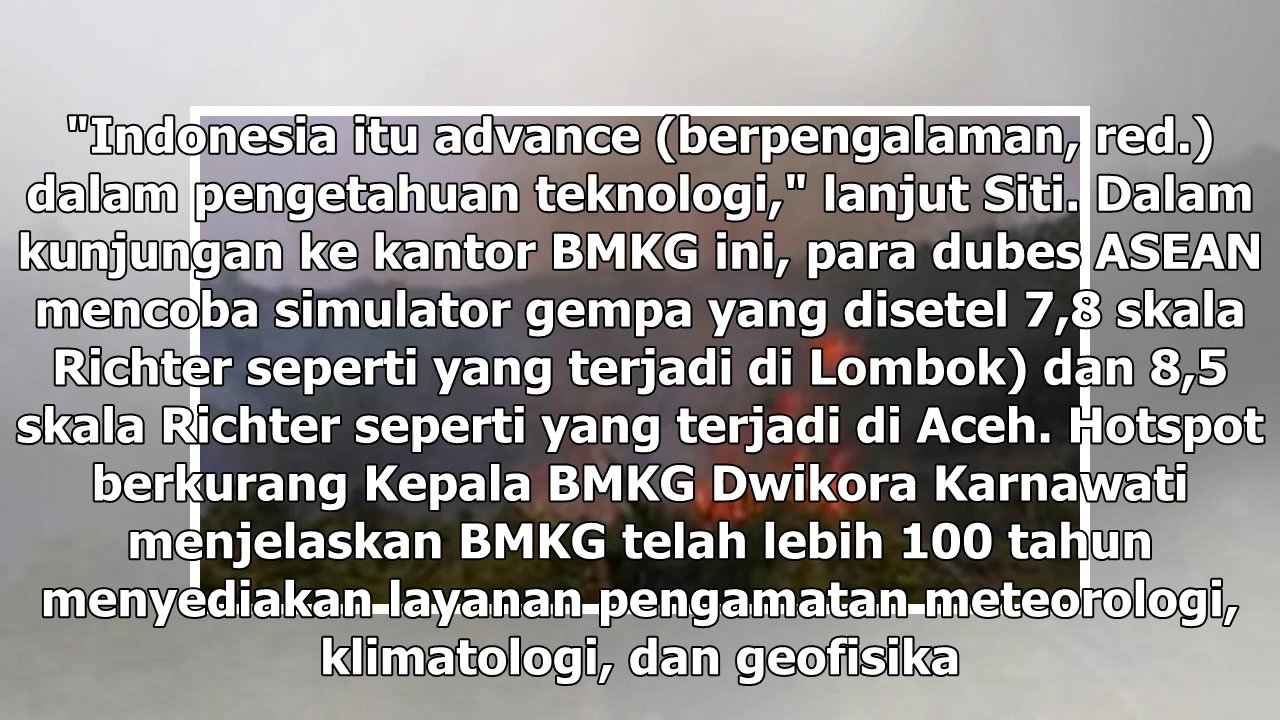 "Indonesia itu advance (berpengalaman, red.)
dalam pengetahuan teknologi," lanjut Siti. Dalam
kunjungan ke kantor BMKG ini, para dubes ASEAN
mencoba simulator gempa yang disetel 7,8 skala
Richter seperti yang terjadi di Lombok) dan 8,5
skala Richter seperti yang terjadi di Aceh. Hotspot
berkurang Kepala BMKG Dwikora Karnawati
menjelaskan BMKG telah lebih 100 tahun
menyediakan layanan pengamatan meteorologi,
klimatologi, dan geofisika